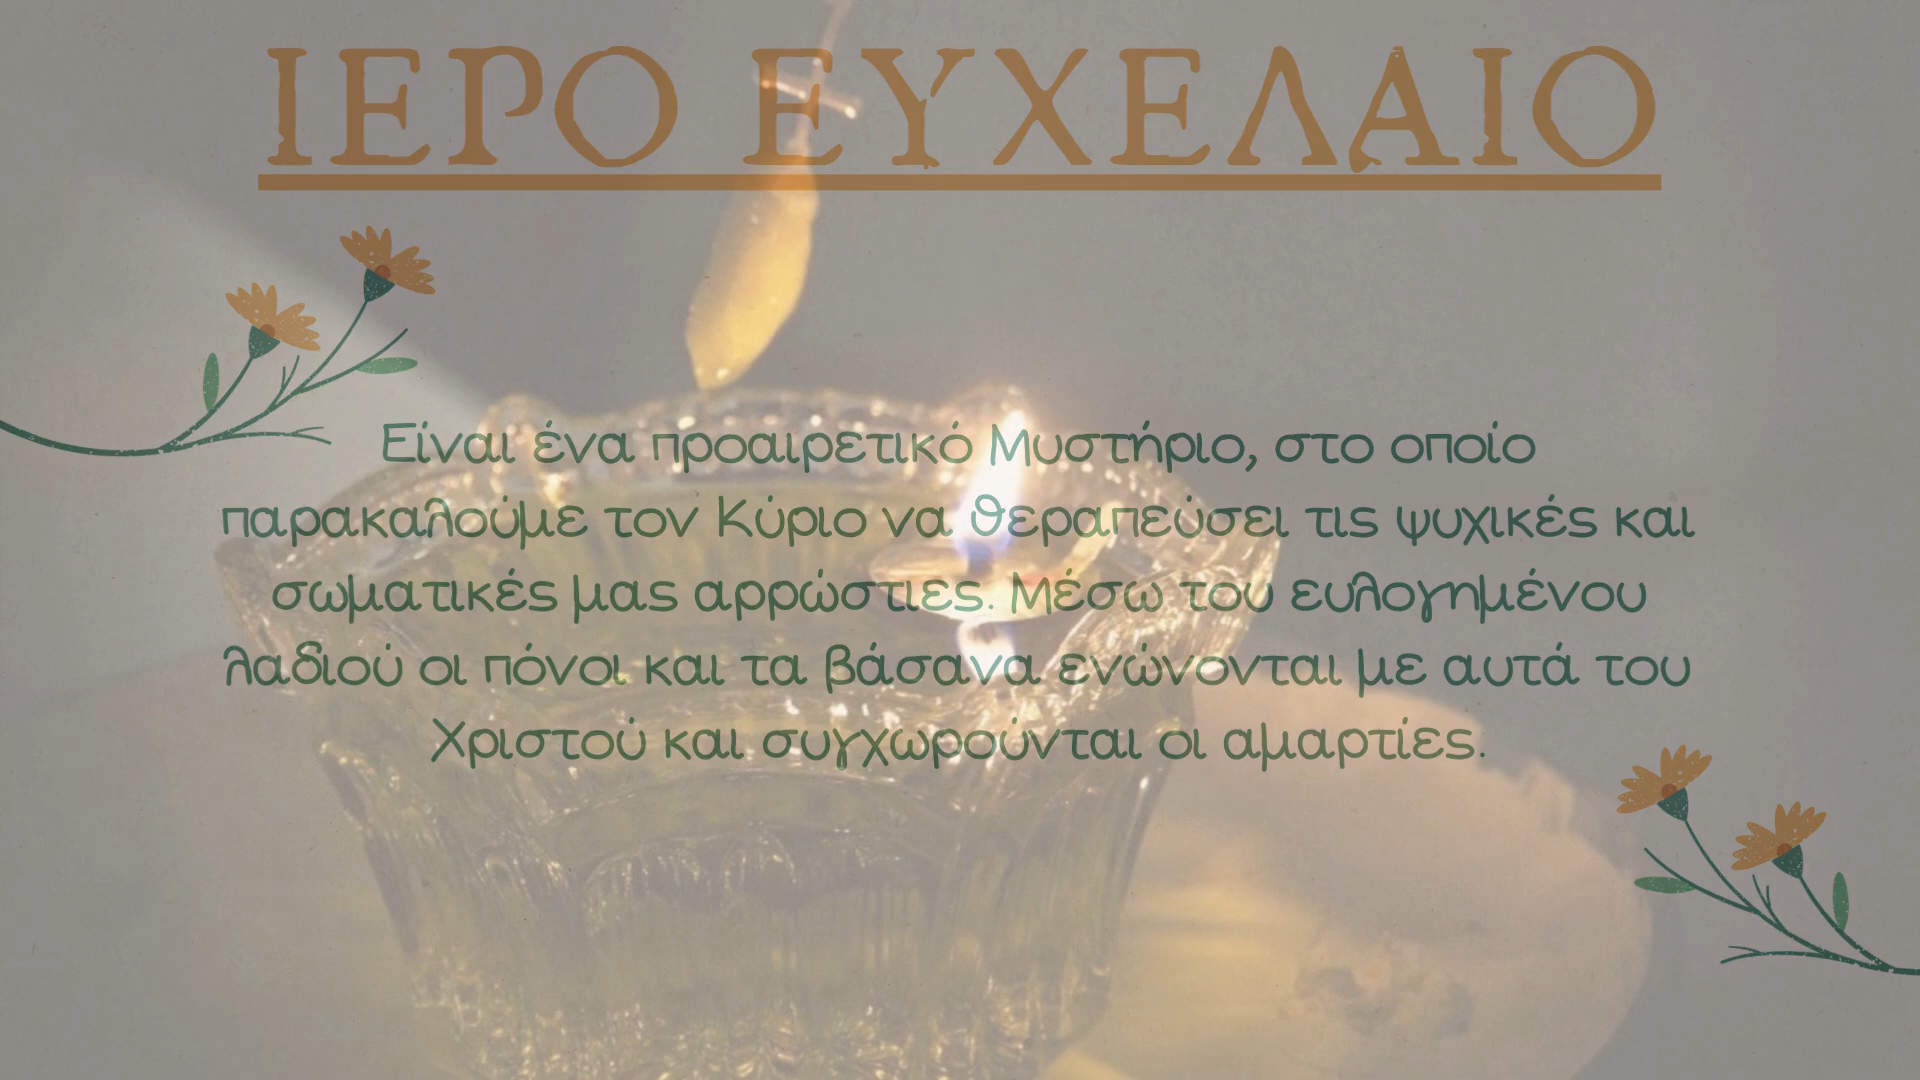 ΙΕΡΟ ΕΥΧΕΛΑΙΟ
Είναι ένα προαιρετικό Μυστήριο, στο οποίο
παρακαλούμε τον Κύριο να θεραπεύσει τις ψυχικές και
σωματικές μας αρρώστιες. Μέσω του ευλογημένου
λαδιού οι πόνοι και τα βάσανα ενώνονται με αυτά του
Χριστού και συγχωρούνται οι αμαρτίες.